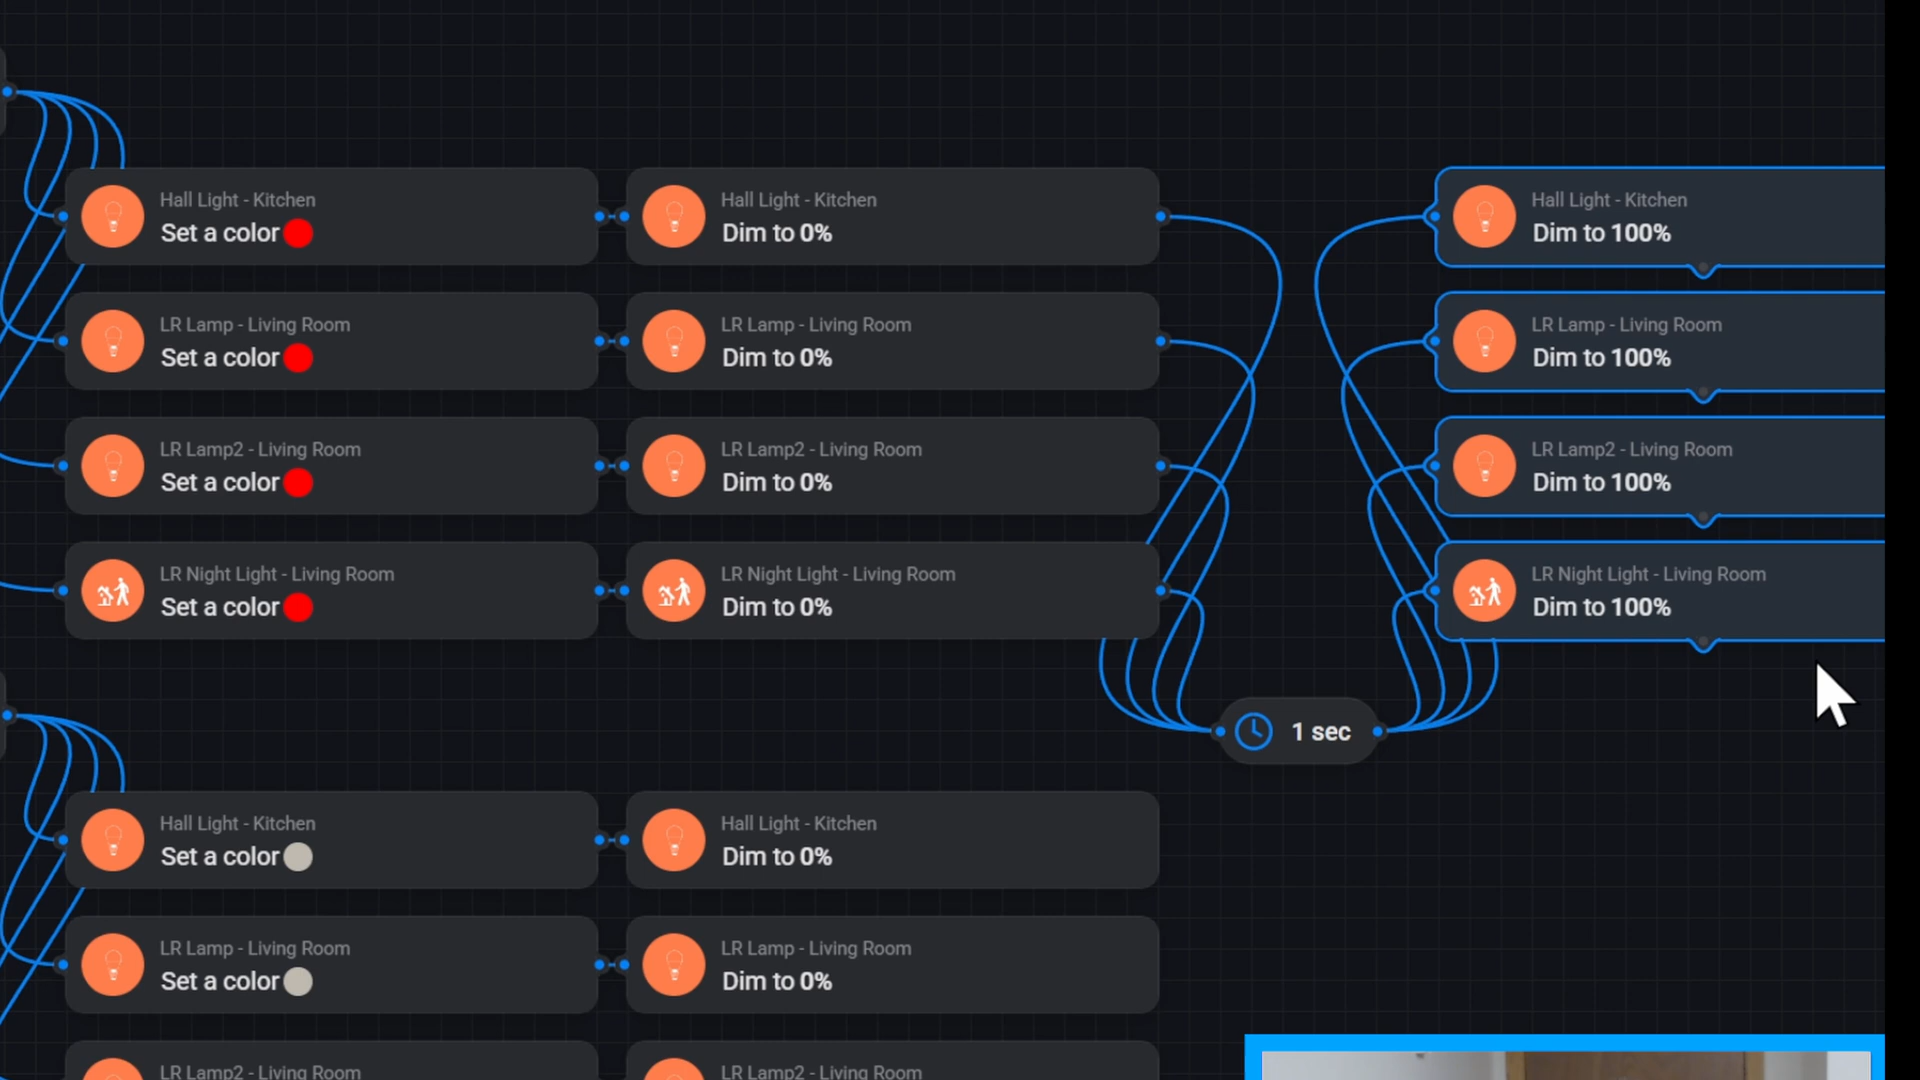 Hall Light - Kitchen
Set a color
Hall Light - Kitchen
Dim to 0%
Hall Light - Kitchen
Dim to 100%
LR Lamp - Living Room
Set a color
LR Lamp - Living Room
Dim to 0%
LR Lamp - Living Room
Dim to 100%
LR Lamp2 - Living Room
Set a color
LR Lamp2 - Living Room
Dim to 0%
LR Lamp2 - Living Room
Dim to 100%
LR Night Light - Living Room
Set a color
LR Night Light - Living Room
Dim to 0%
LR Night Light - Living Room
Dim to 100%
1 sec
Hall Light - Kitchen
Set a color
Hall Light - Kitchen
Dim to 0%
LR Lamp - Living Room
Set a color
LR Lamp - Living Room
Dim to 0%
LR Lamp2 - Living Room
LR Lamp2 - Living Room